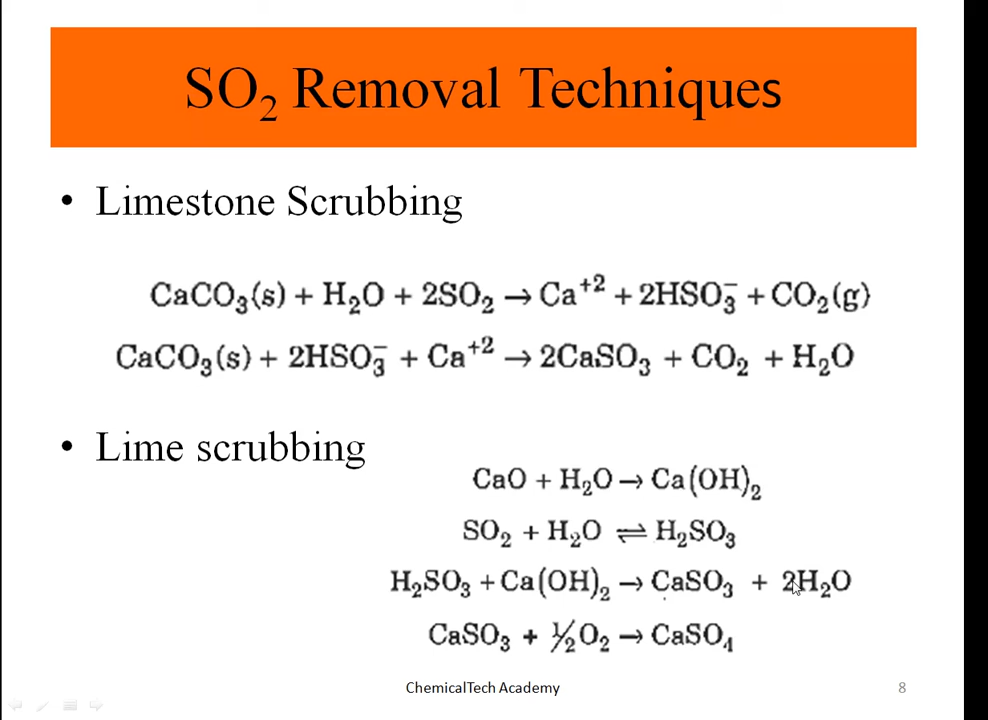 SO₂ Removal Techniques
• Limestone Scrubbing
CaCO₃(s) + H₂O + 2SO₂ → Ca⁺² + 2HSO₃⁻ + CO₂(g)
CaCO₃(s) + 2HSO₃⁻ + Ca⁺² → 2CaSO₃ + CO₂ + H₂O
• Lime scrubbing
CaO + H₂O → Ca(OH)₂
SO₂ + H₂O ⇌ H₂SO₃
H₂SO₃ + Ca(OH)₂ → CaSO₃ + 2H₂O
CaSO₃ + ½O₂ → CaSO₄
ChemicalTech Academy
8